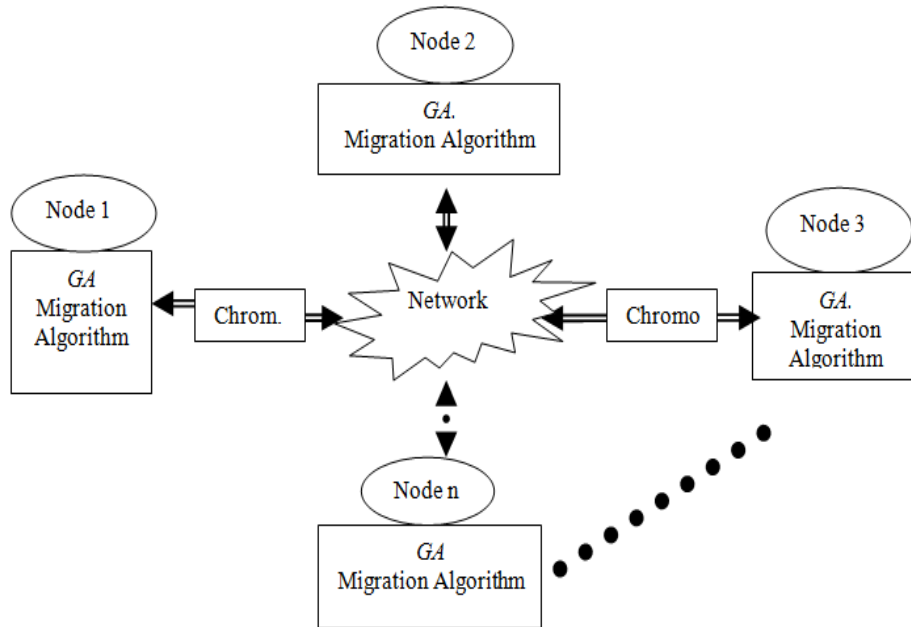 Node 2
GA.
Migration Algorithm
Node 1
GA
Migration
Algorithm
Chrom.
Network
Chromo
Node 3
GA.
Migration
Algorithm
Node n
GA
Migration Algorithm